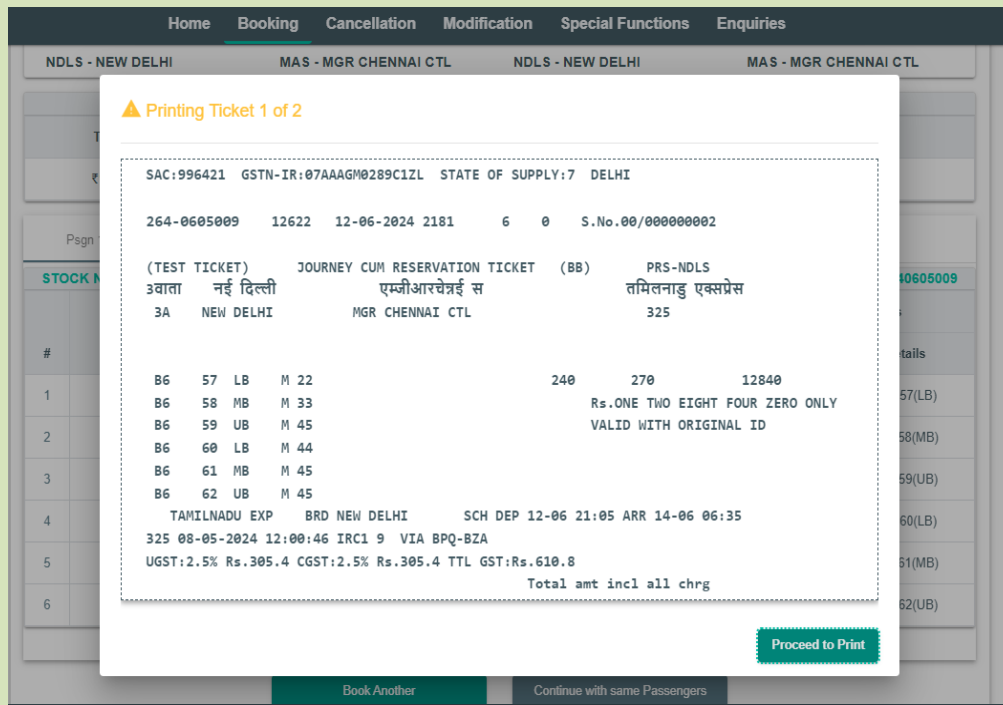 Home Booking Cancellation Modification Special Functions Enquiries
NDLS - NEW DELHI MAS - MGR CHENNAI CTL NDLS - NEW DELHI MAS - MGR CHENNAI CTL
Printing Ticket 1 of 2
T
₹
SAC:996421 GSTN-IR:07AAAGM0289C1ZL STATE OF SUPPLY:7 DELHI
264-0605009 12622 12-06-2024 2181 6 0 S.No.00/000000002
Psgn
(TEST TICKET) JOURNEY CUM RESERVATION TICKET (BB) PRS-NDLS
STOCK N 40605009
3वाता नई दिल्ली एमजीआरचेन्नई स तमिलनाडु एक्सप्रेस
3A NEW DELHI MGR CHENNAI CTL 325
# tails
B6 57 LB M 22 240 270 12840
1 57(LB)
B6 58 MB M 33 Rs.ONE TWO EIGHT FOUR ZERO ONLY
B6 59 UB M 45 VALID WITH ORIGINAL ID
2 58(MB)
B6 60 LB M 44
B6 61 MB M 45
3 59(UB)
B6 62 UB M 45
TAMILNADU EXP BRD NEW DELHI SCH DEP 12-06 21:05 ARR 14-06 06:35
4 60(LB)
325 08-05-2024 12:00:46 IRC1 9 VIA BPQ-BZA
UGST:2.5% Rs.305.4 CGST:2.5% Rs.305.4 TTL GST:Rs.610.8
5 61(MB)
Total amt incl all chrg
6 62(UB)
Proceed to Print
Book Another Continue with same Passengers